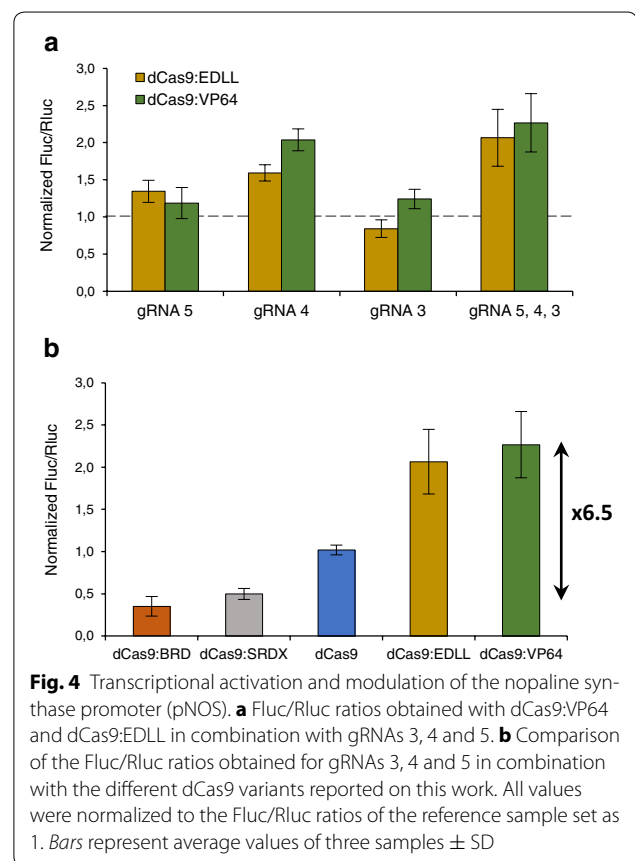 a
dCas9:EDLL
dCas9:VP64
Normalized Fluc/Rluc
3,0
2,5
2,0
1,5
1,0
0,5
0,0
gRNA 5 gRNA 4 gRNA 3 gRNA 5, 4, 3
b
Normalized Fluc/Rluc
3,0
2,5
2,0
1,0
0,5
0,0
x6.5
dCas9:BRD dCas9:SRDX dCas9 dCas9:EDLL dCas9:VP64
Fig. 4 Transcriptional activation and modulation of the nopaline syn-
thase promoter (pNOS). a Fluc/Rluc ratios obtained with dCas9:VP64
and dCas9:EDLL in combination with gRNAs 3, 4 and 5. b Comparison
of the Fluc/Rluc ratios obtained for gRNAs 3, 4 and 5 in combination
with the different dCas9 variants reported on this work. All values
were normalized to the Fluc/Rluc ratios of the reference sample set as
1. Bars represent average values of three samples ± SD